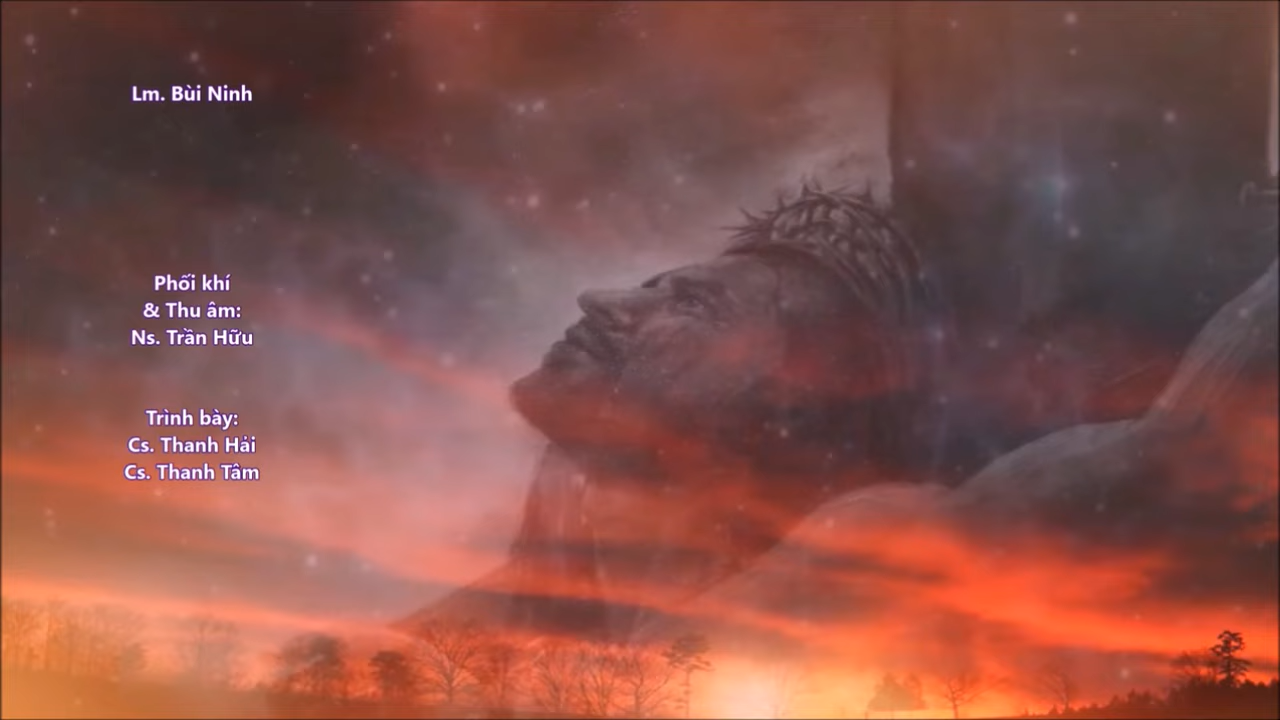 Lm. Bùi Ninh
Phối khí
& Thu âm:
Ns. Trần Hữu
Trình bày:
Cs. Thanh Hải
Cs. Thanh Tâm